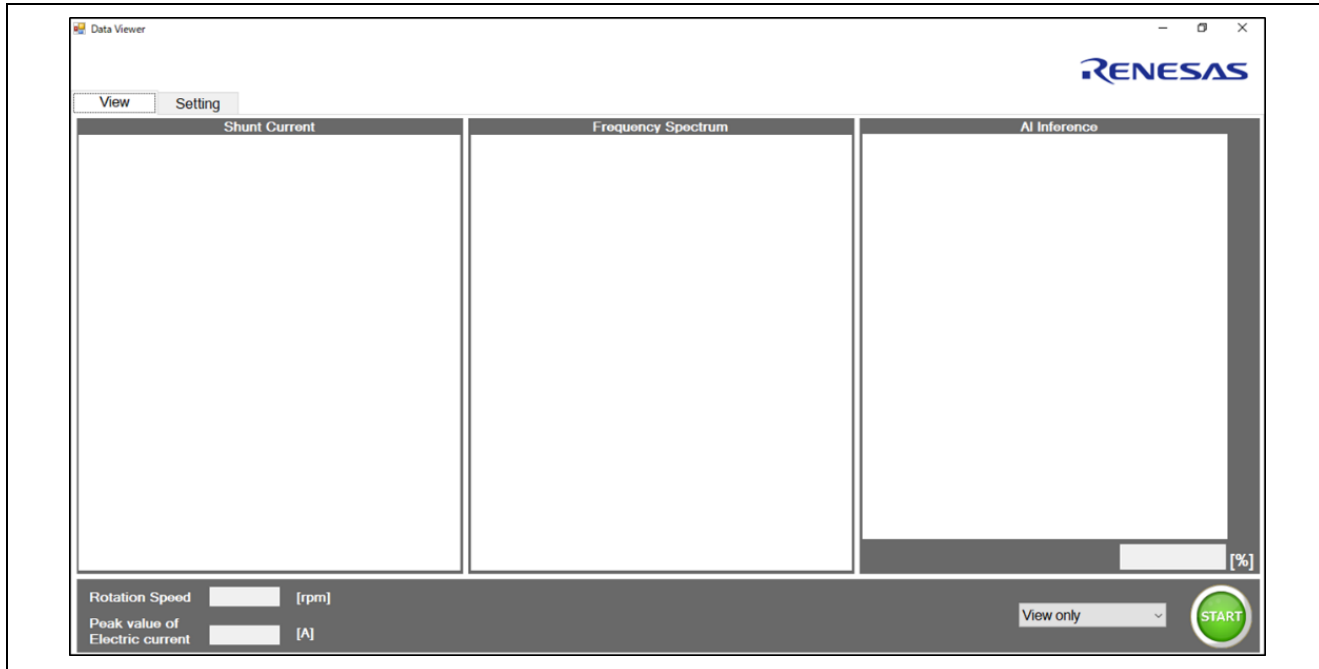 Data Viewer
RENESAS
View Setting
Shunt Current Frequency Spectrum AI Inference
[%]
Rotation Speed [rpm]
Peak value of
Electric current [A]
View only
START